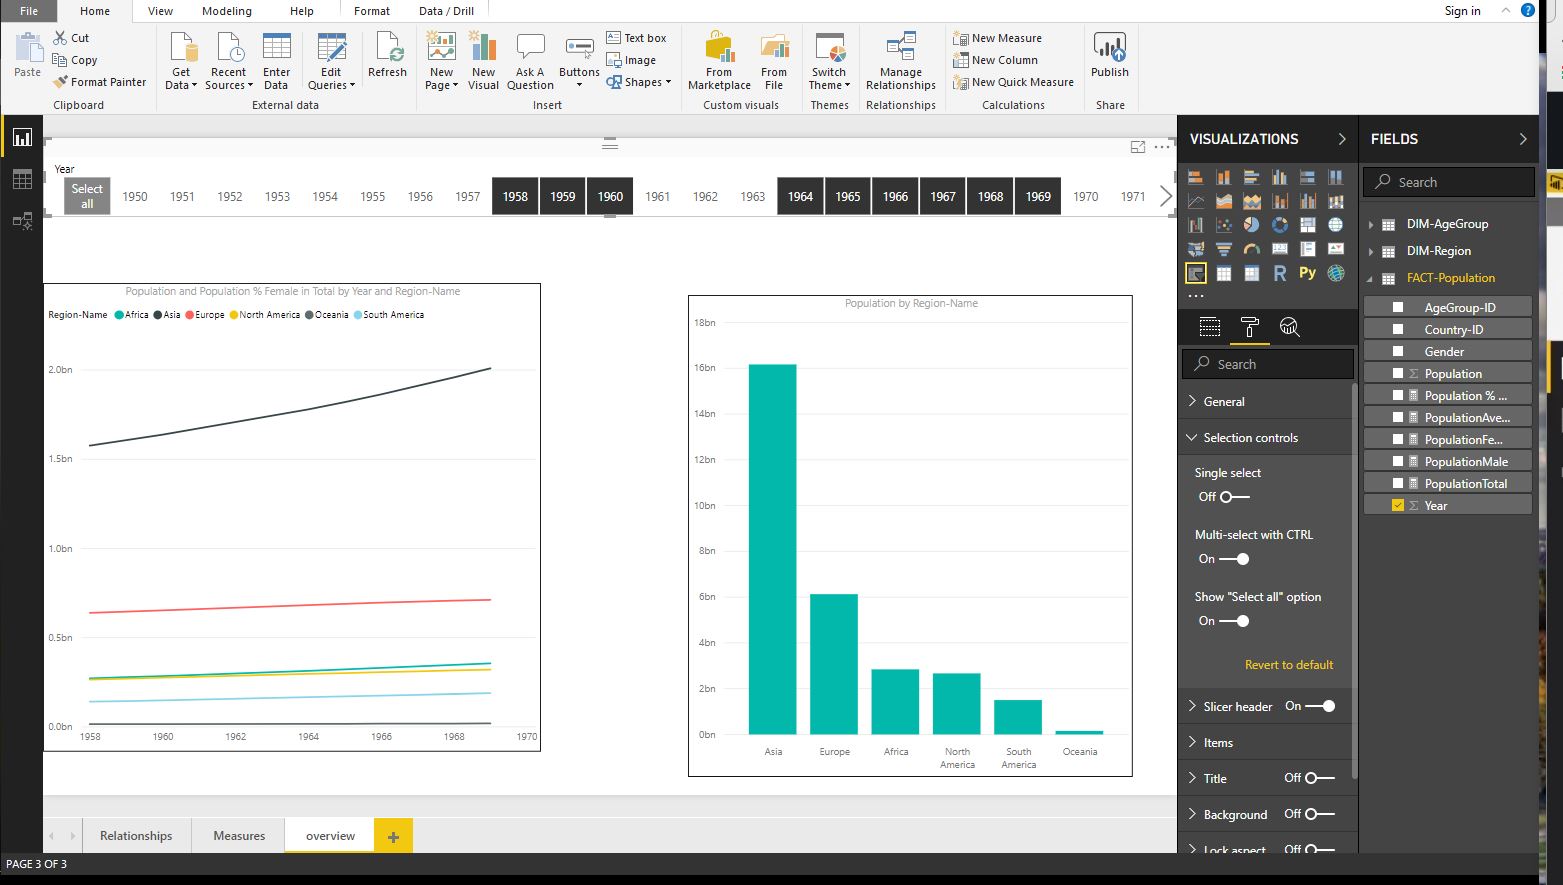 File Home View Modeling Help Format Data / Drill Sign in ?
Paste
Cut
Copy
Format Painter
Clipboard
Get Data
Recent Sources
Enter Data
Edit Queries
Refresh
External data
New Page
New Visual
Ask A Question
Buttons
Text box
Image
Shapes
Insert
From Marketplace
From File
Custom visuals
Switch Theme
Themes
Manage Relationships
Relationships
New Measure
New Column
New Quick Measure
Calculations
Publish
Share
Year
Select all 1950 1951 1952 1953 1954 1955 1956 1957 1958 1959 1960 1961 1962 1963 1964 1965 1966 1967 1968 1969 1970 1971
Population and Population % Female in Total by Year and Region-Name
Region-Name Africa Asia Europe North America Oceania South America
2.0bn
1.5bn
1.0bn
0.5bn
0.0bn
1958 1960 1962 1964 1966 1968 1970
Population by Region-Name
18bn
16bn
14bn
12bn
10bn
8bn
6bn
4bn
2bn
0bn
Asia Europe Africa North America South America Oceania
VISUALIZATIONS
R Py
Search
General
Selection controls
Single select
Off
Multi-select with CTRL
On
Show "Select all" option
On
Revert to default
Slicer header On
Items
Title Off
Background Off
Lock aspect Off
FIELDS
Search
DIM-AgeGroup
DIM-Region
FACT-Population
AgeGroup-ID
Country-ID
Gender
Σ Population
Population % ...
PopulationAve...
PopulationFe...
PopulationMale
PopulationTotal
Σ Year
Relationships Measures overview +
PAGE 3 OF 3